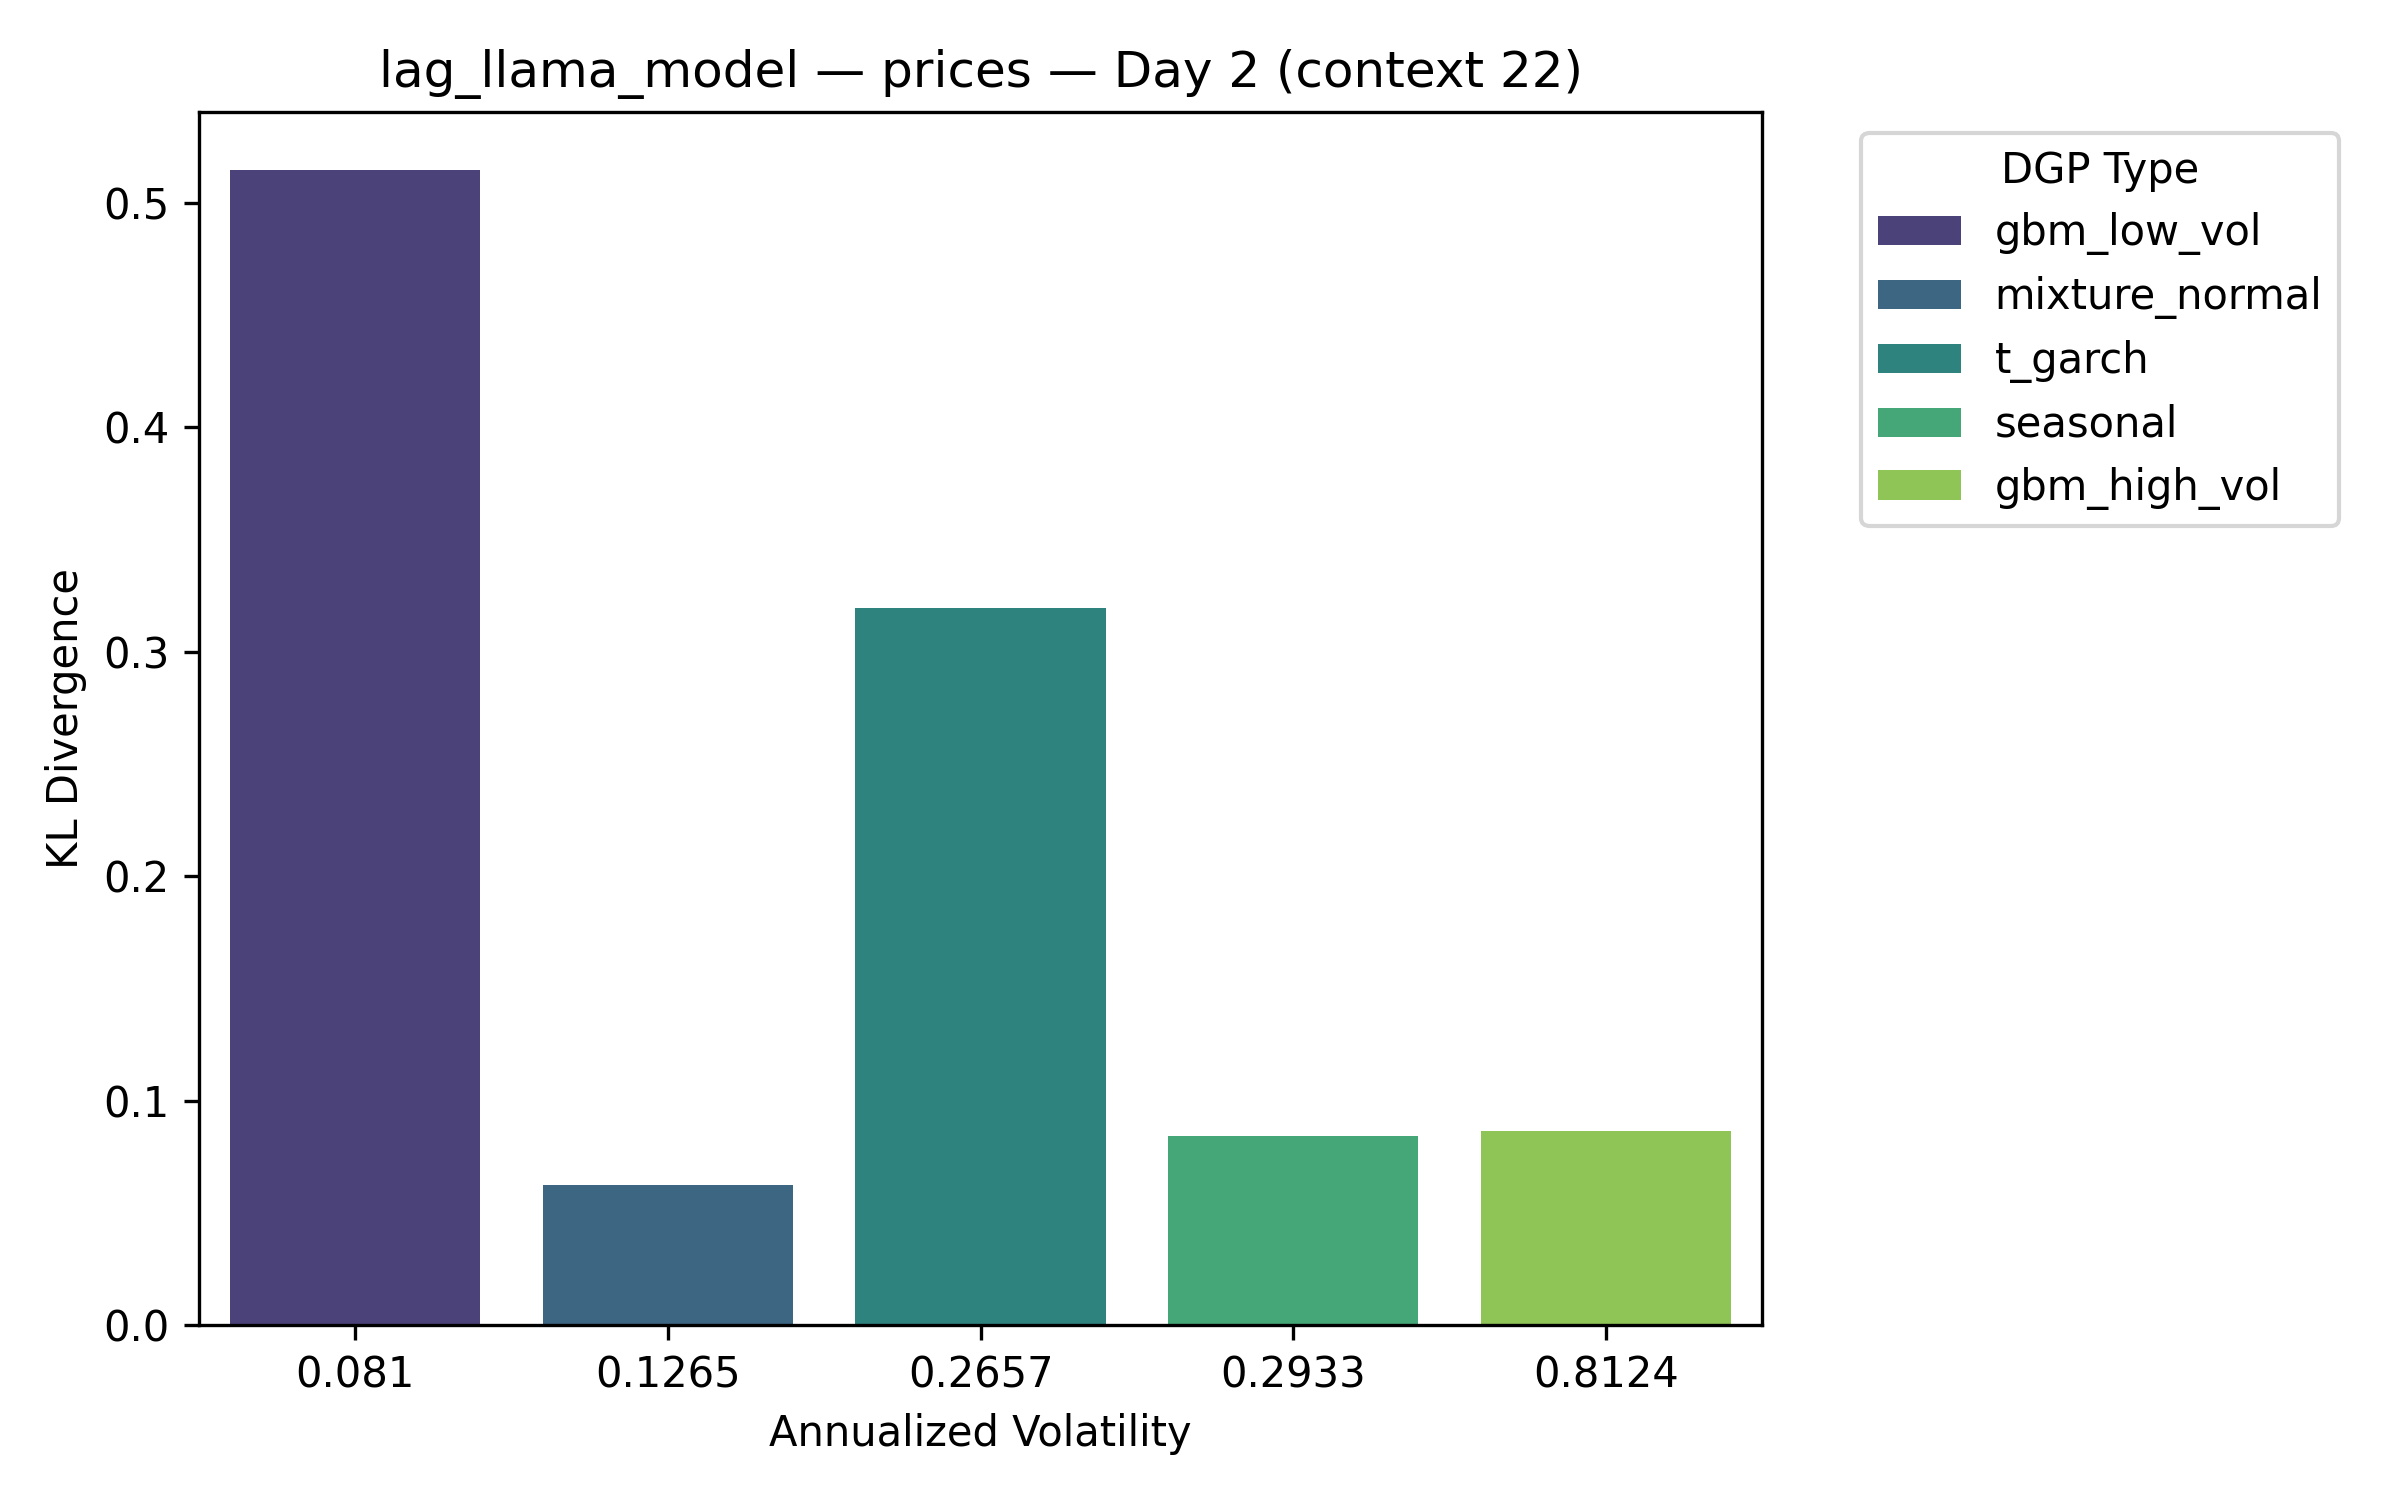 lag_llama_model — prices — Day 2 (context 22)
DGP Type
gbm_low_vol
mixture_normal
t_garch
seasonal
gbm_high_vol
KL Divergence
0.5
0.4
0.3
0.2
0.1
0.0
0.081 0.1265 0.2657 0.2933 0.8124
Annualized Volatility